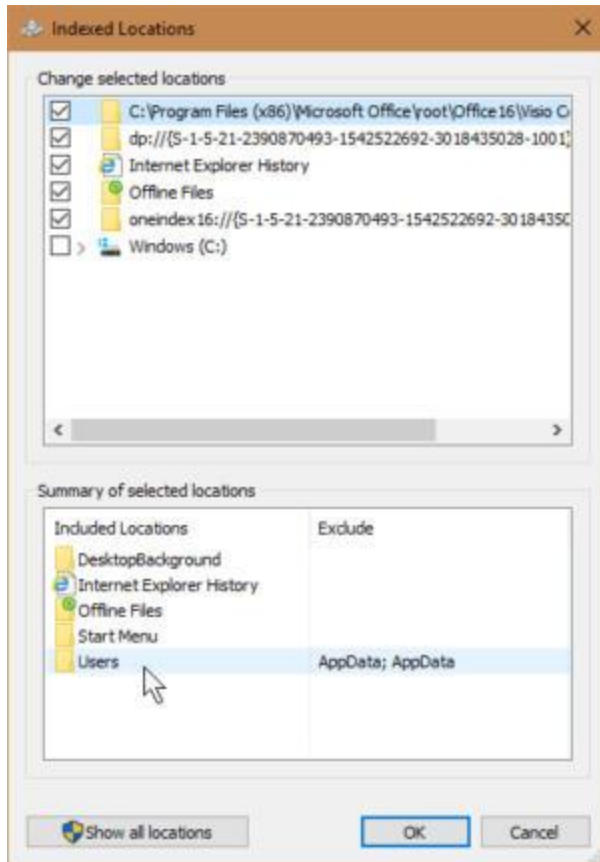 Indexed Locations
Change selected locations
C:\Program Files (x86)\Microsoft Office\root\Office16\Visio C
dp://{S-1-5-21-2390870493-1542522692-3018435028-1001}
Internet Explorer History
Offline Files
oneindex16://{S-1-5-21-2390870493-1542522692-30184350
Windows (C:)
Summary of selected locations
Included Locations Exclude
DesktopBackground
Internet Explorer History
Offline Files
Start Menu
Users AppData; AppData
Show all locations OK Cancel